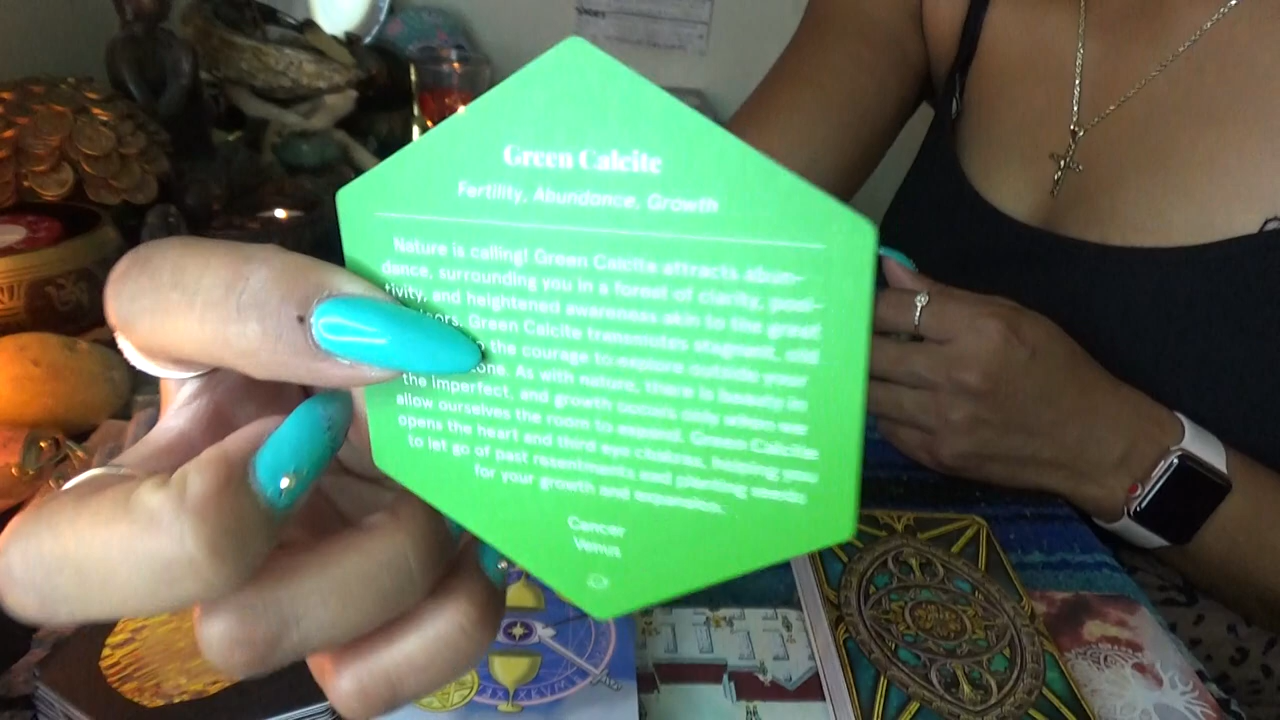 Green Calcite
Fertility, Abundance, Growth
Nature is calling! Green Calcite attracts abun-
dance, surrounding you in a forest of clarity, posi-
tivity, and heightened awareness akin to the great
Green Calcite transmutes stagnant, old
the courage to explore outside your
As with nature, there is beauty in
the imperfect, and growth occurs only when we
allow ourselves the room to expand. Green Calcite
opens the heart and third eye chakras, helping you
to let go of past resentments and planting seeds
for your growth and expansion.
Cancer
Venus